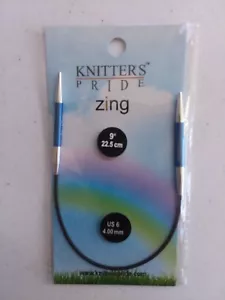 KNITTER'S
PRIDE
zing
9"
22.5 cm
US 6
4.00 mm